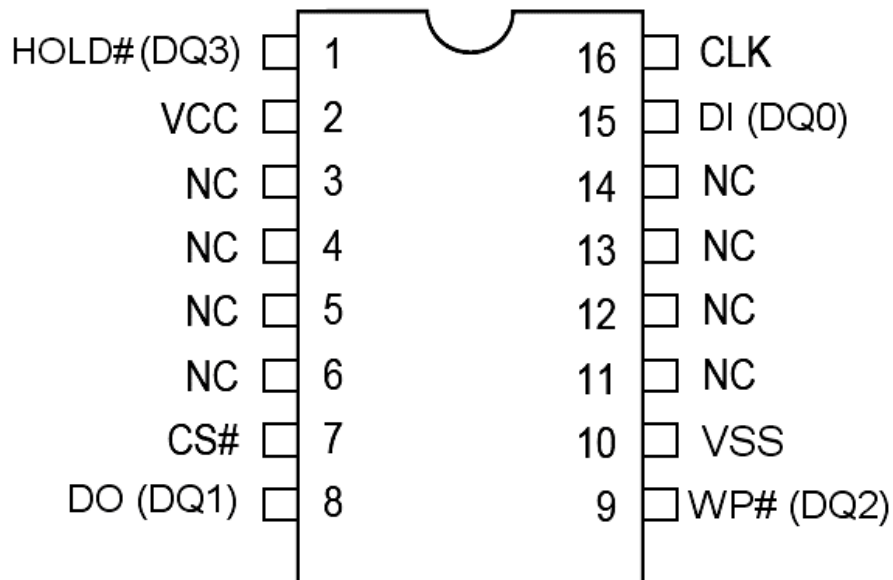 HOLD# (DQ3) 1 16 CLK
VCC 2 15 DI (DQ0)
NC 3 14 NC
NC 4 13 NC
NC 5 12 NC
NC 6 11 NC
CS# 7 10 VSS
DO (DQ1) 8 9 WP# (DQ2)